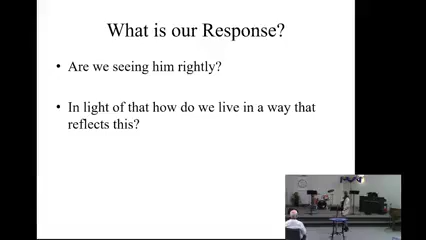 What is our Response?
• Are we seeing him rightly?
• In light of that how do we live in a way that
reflects this?